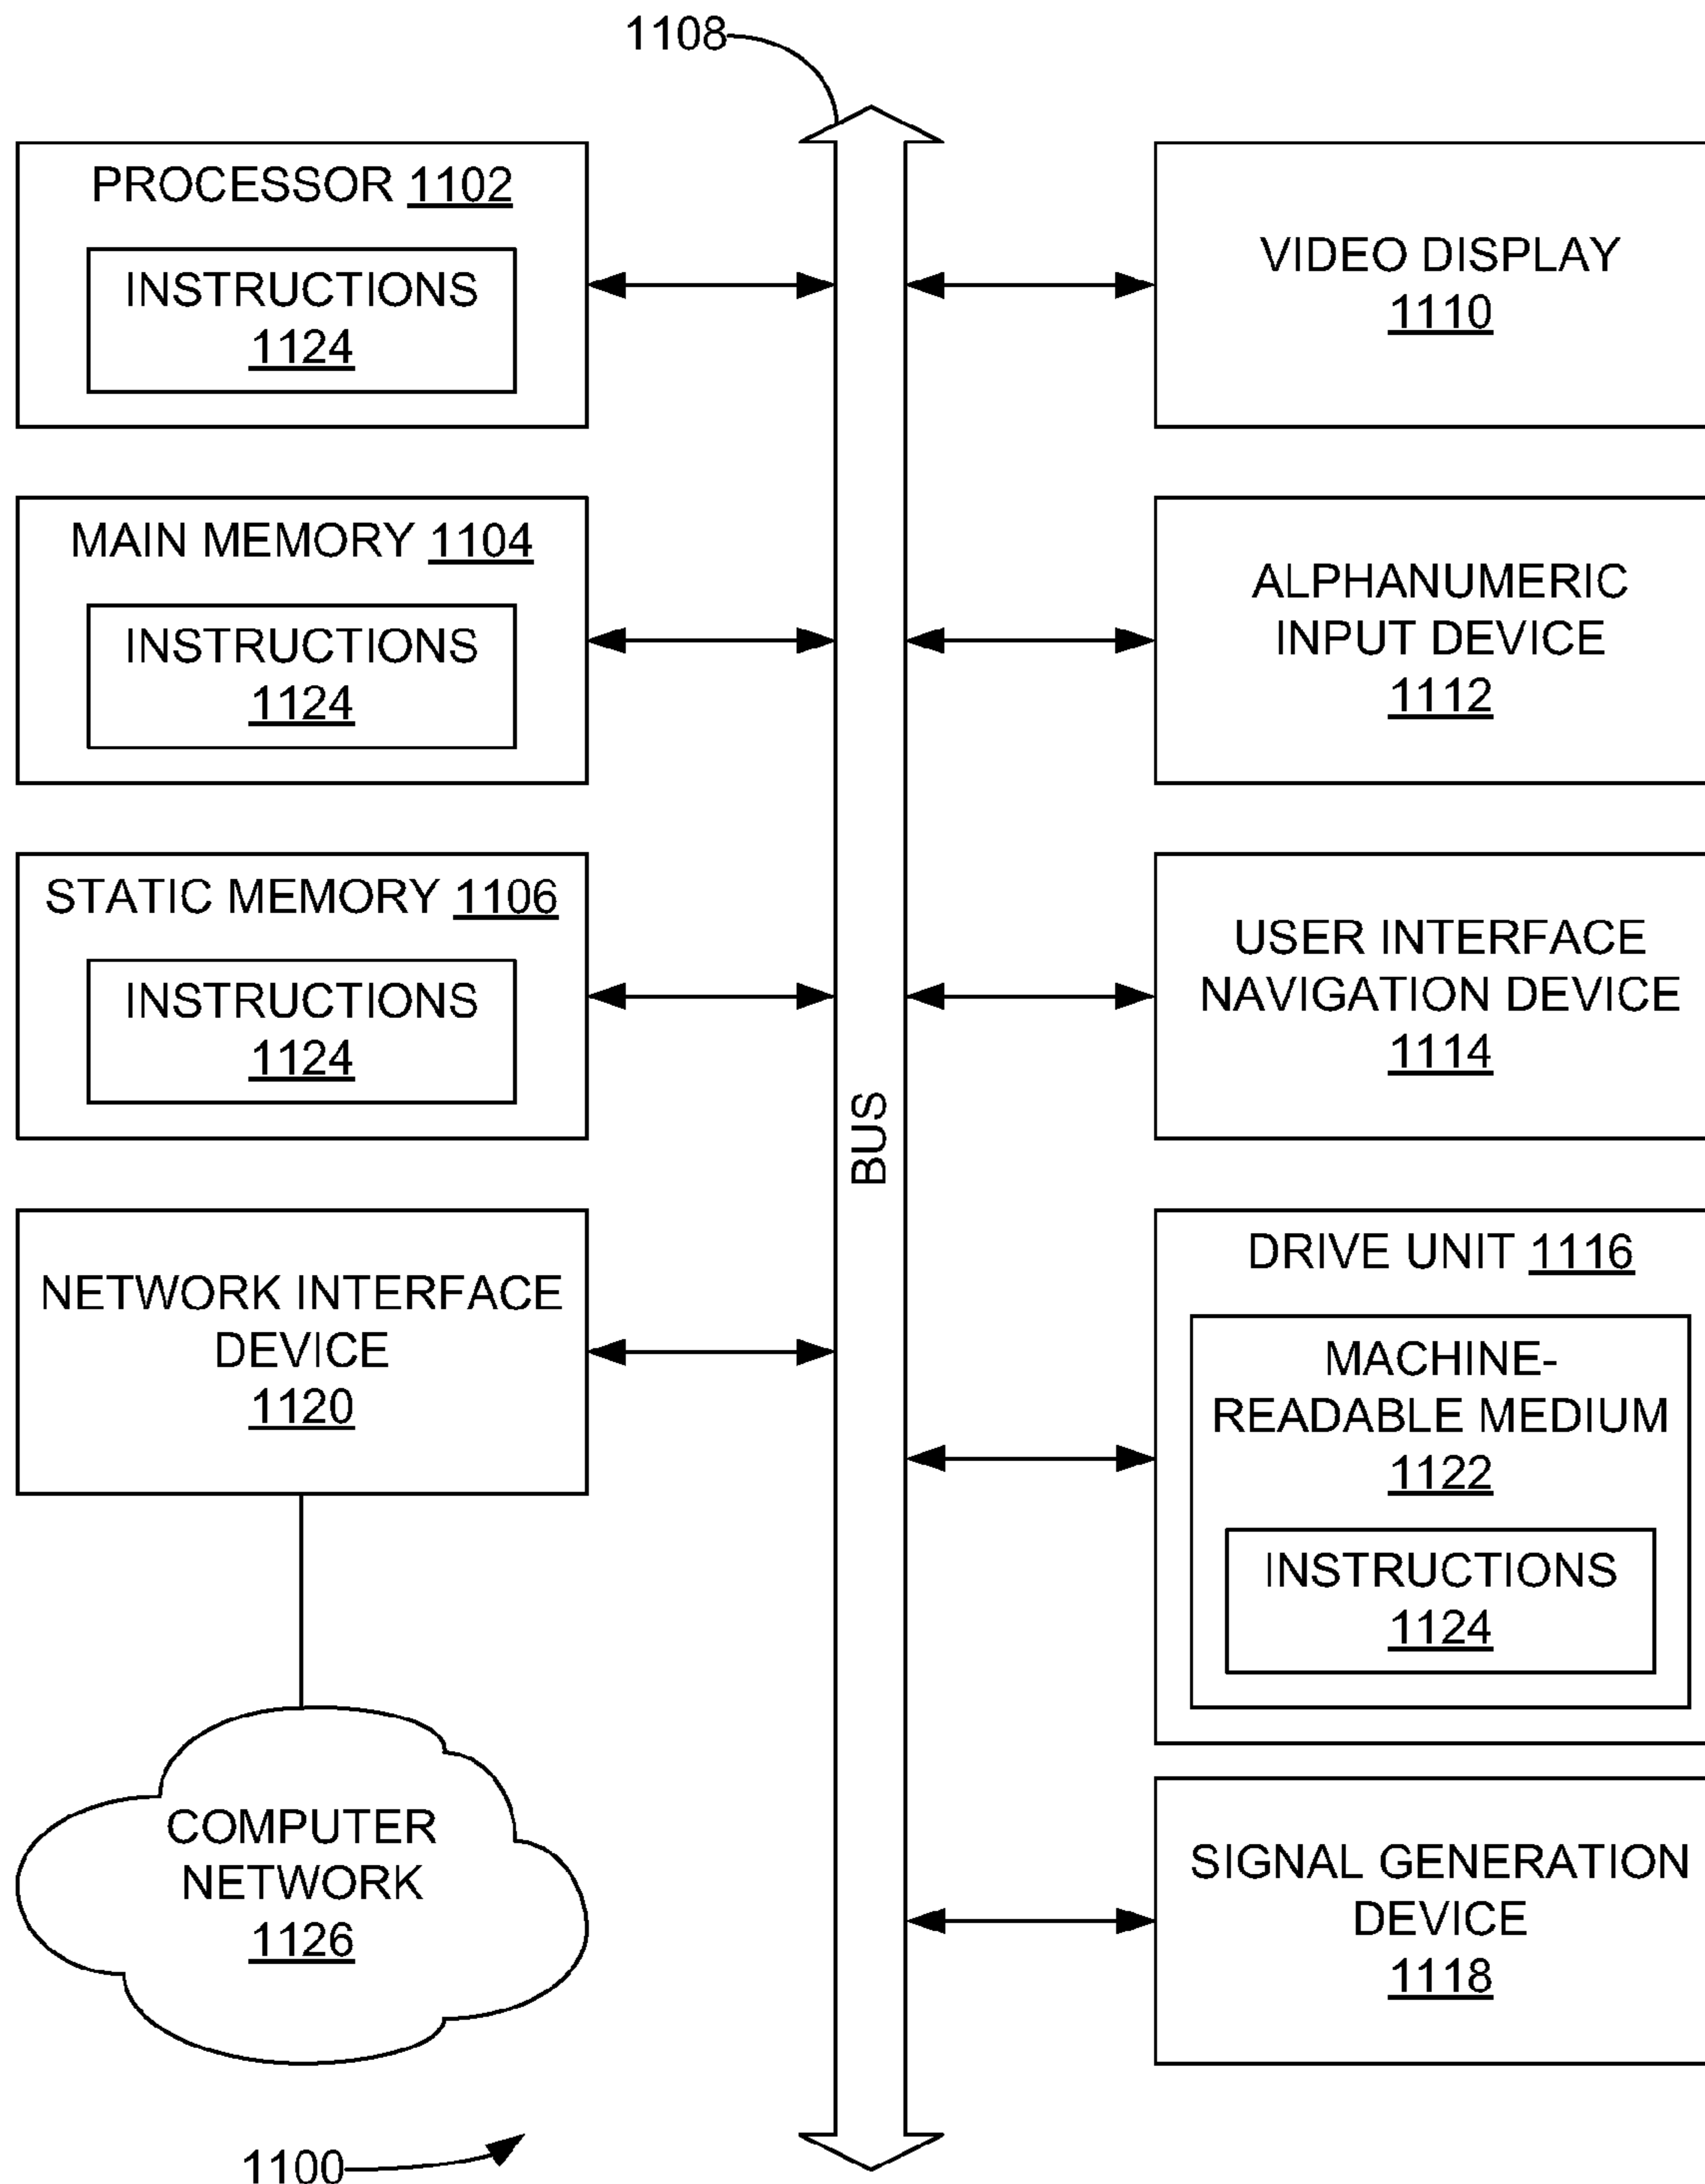 1108
PROCESSOR 1102
INSTRUCTIONS
1124
MAIN MEMORY 1104
INSTRUCTIONS
1124
STATIC MEMORY 1106
INSTRUCTIONS
1124
NETWORK INTERFACE
DEVICE
1120
COMPUTER
NETWORK
1126
1100
BUS
VIDEO DISPLAY
1110
ALPHANUMERIC
INPUT DEVICE
1112
USER INTERFACE
NAVIGATION DEVICE
1114
DRIVE UNIT 1116
MACHINE-
READABLE MEDIUM
1122
INSTRUCTIONS
1124
SIGNAL GENERATION
DEVICE
1118